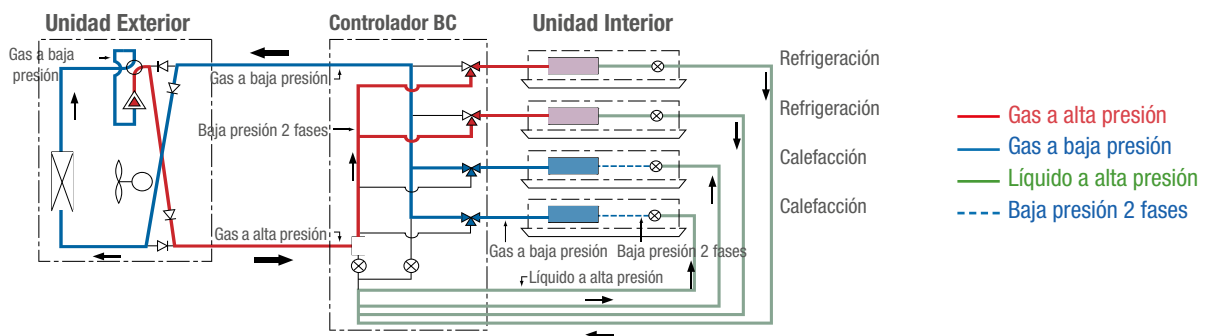 Unidad Exterior
Controlador BC
Unidad Interior
Gas a baja
presión
Gas a baja presión
Baja presión 2 fases
Gas a alta presión
Refrigeración
Refrigeración
Calefacción
Calefacción
Gas a baja presión
Baja presión 2 fases
Líquido a alta presión
Gas a alta presión
Gas a baja presión
Líquido a alta presión
Baja presión 2 fases